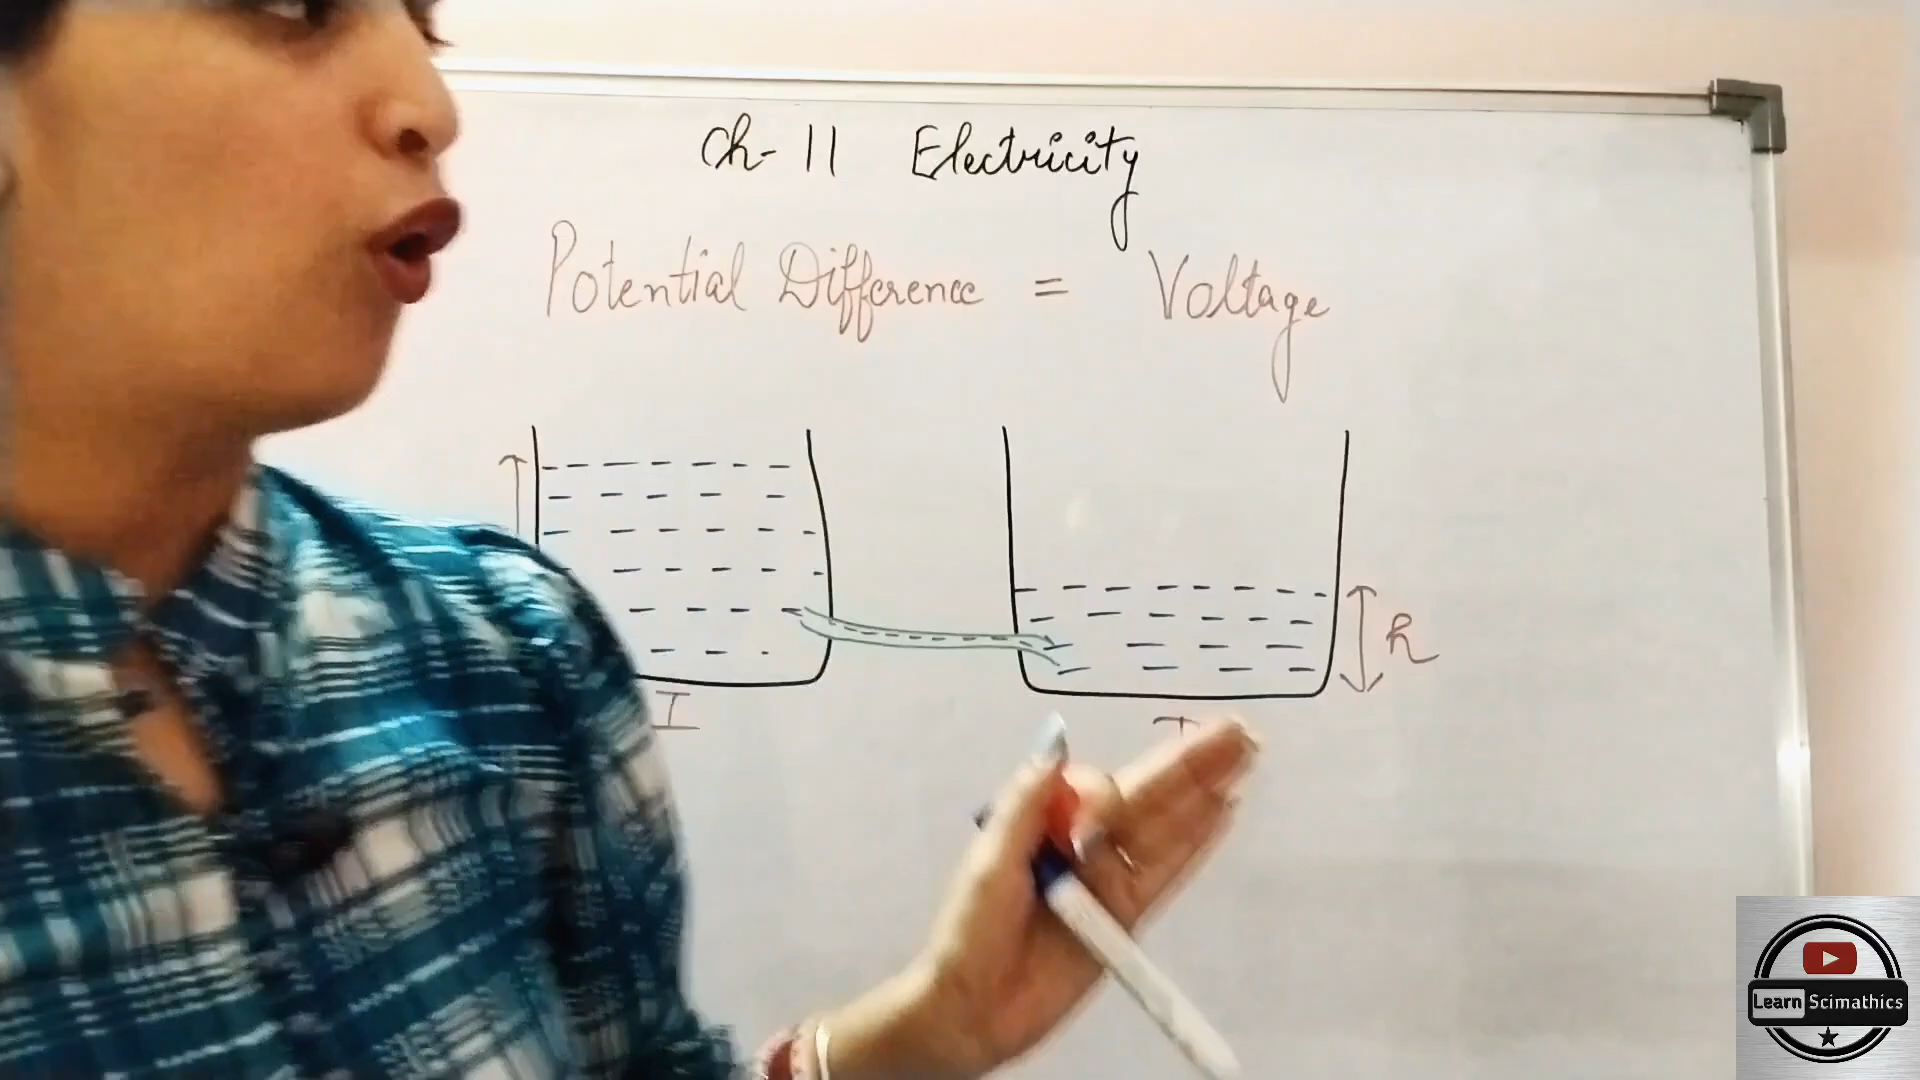 Ch- 11 Electricity
Potential Difference = Voltage
h
I
Learn Scimathics